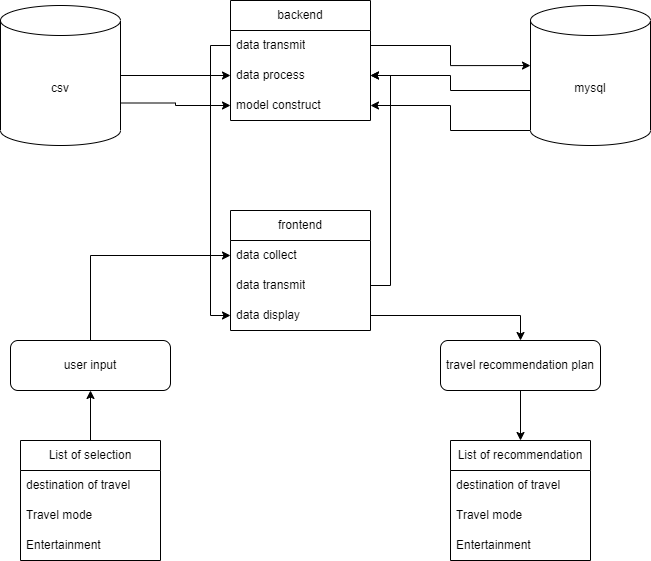 backend
data transmit
data process
model construct
csv
mysql
frontend
data collect
data transmit
data display
user input
travel recommendation plan
List of selection
destination of travel
Travel mode
Entertainment
List of recommendation
destination of travel
Travel mode
Entertainment